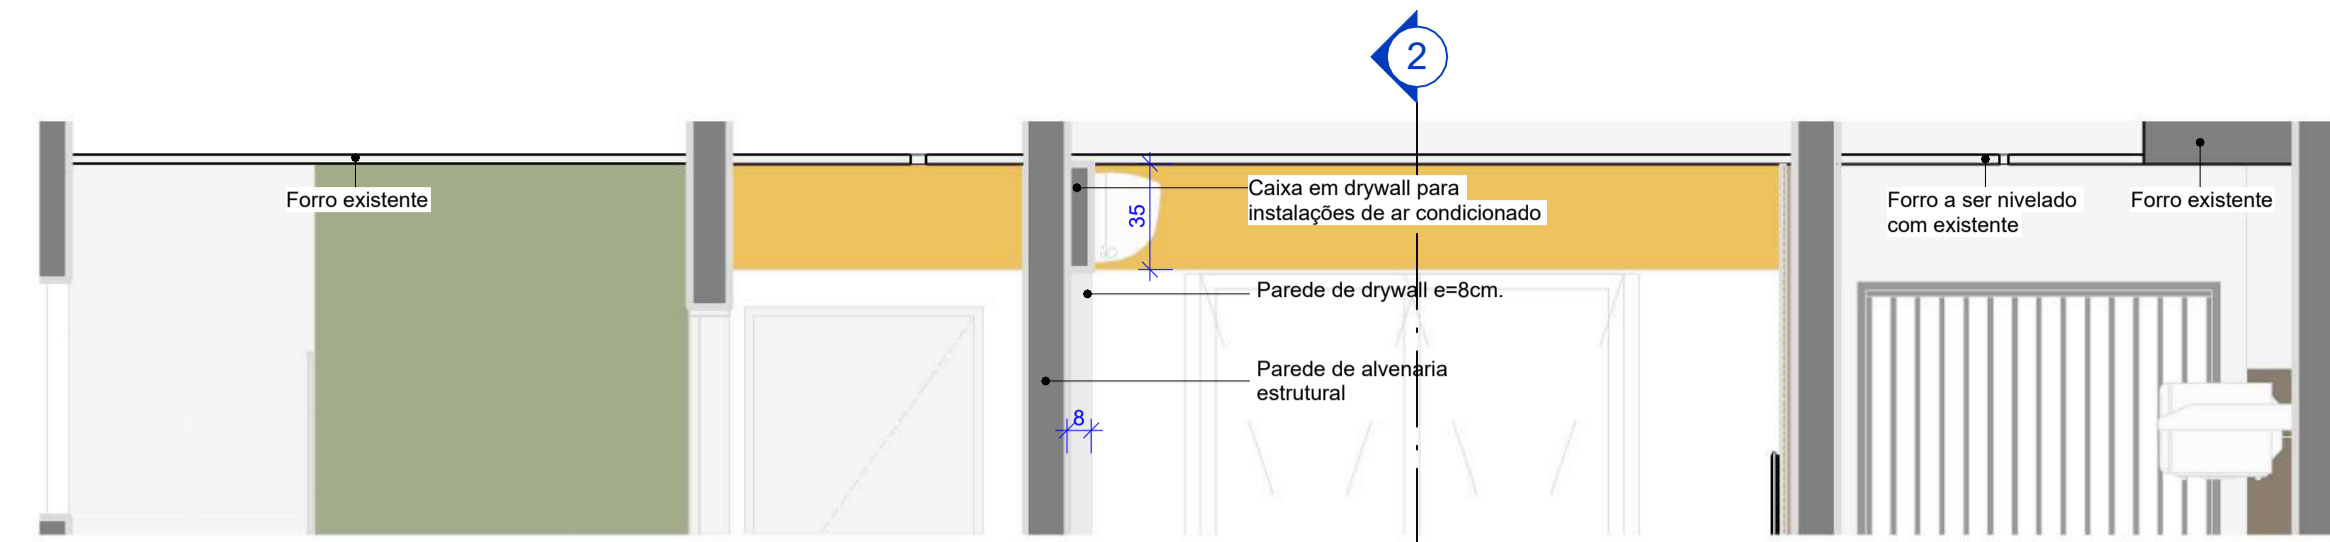 2
Forro existente
Caixa em drywall para
instalações de ar condicionado
35
Forro a ser nivelado
com existente
Forro existente
Parede de drywall e=8cm.
Parede de alvenaria
estrutural
8